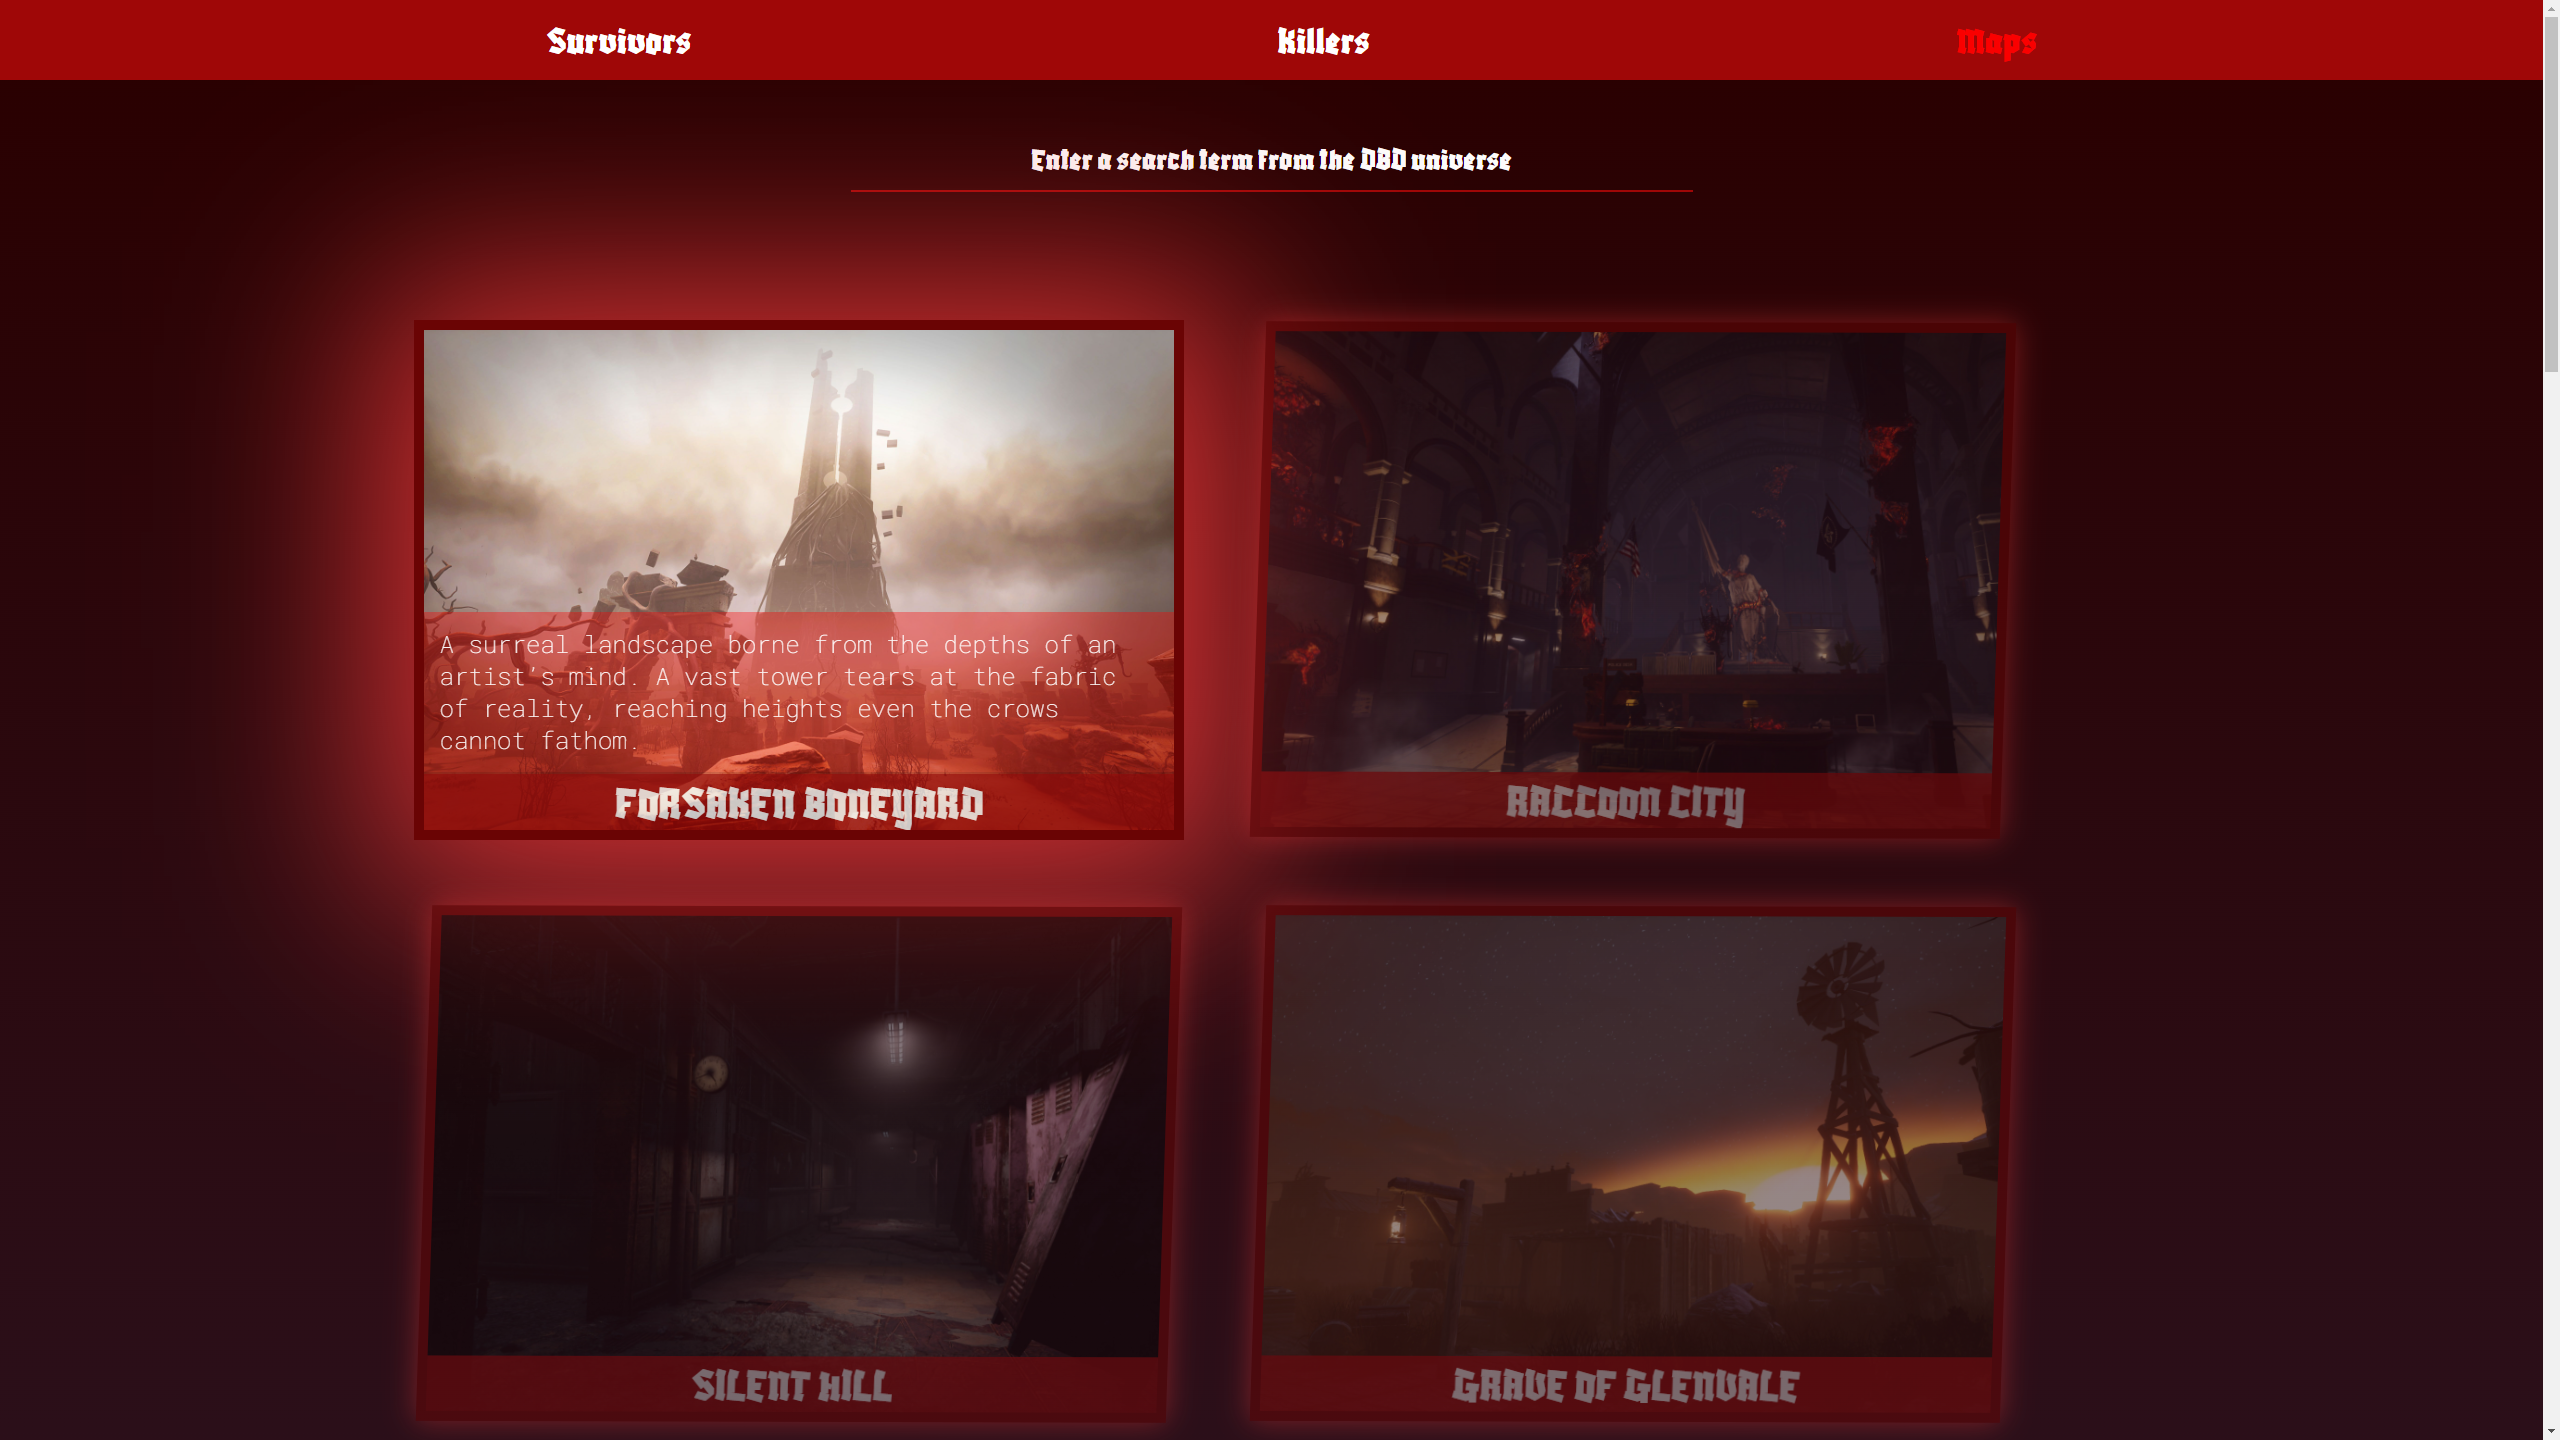 Survivors
Killers
Maps
Enter a search term from the DBD universe
A surreal landscape borne from the depths of an
artist's mind. A vast tower tears at the fabric
of reality, reaching heights even the crows
cannot fathom.
FORSAKEN BONEYARD
RACCOON CITY
SILENT HILL
GRAVE OF GLENVALE